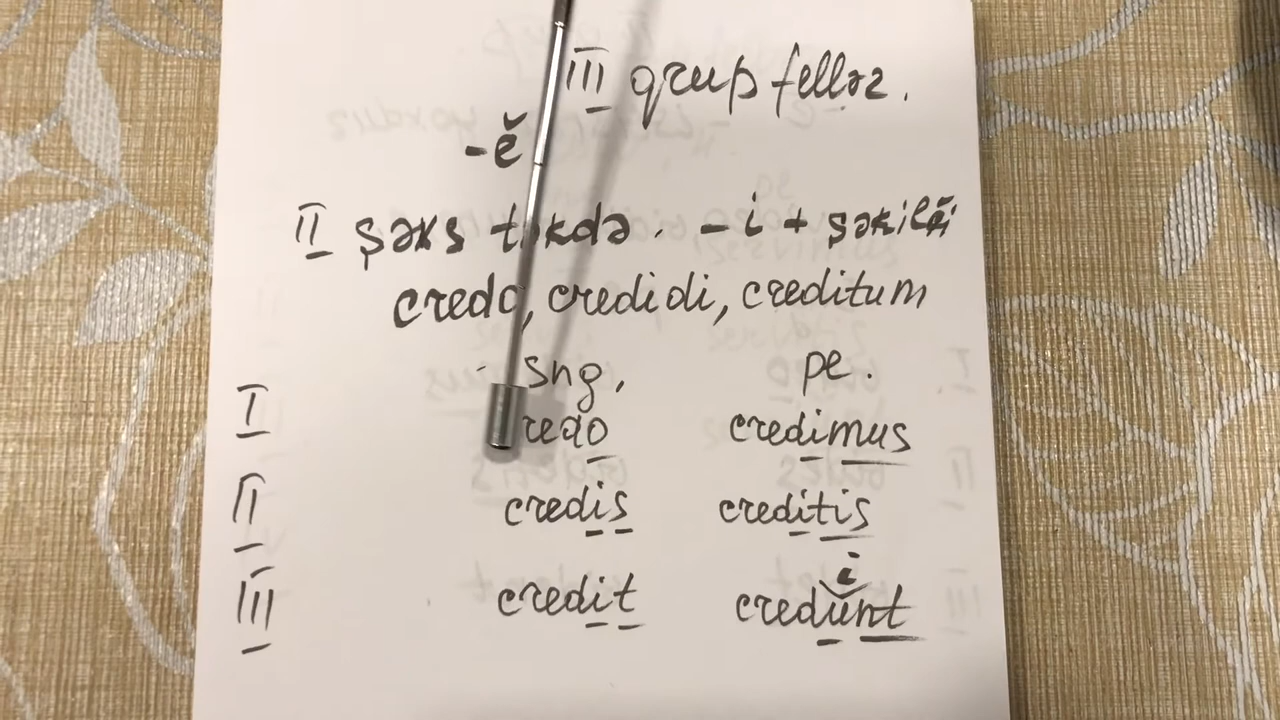 III qrup fellər.
-ĕ
II şəxs təkdə. - i + şəkilçi
credo, credidi, creditum
sng. pl.
I credo credimus
II credis creditis
III credit credunt
i